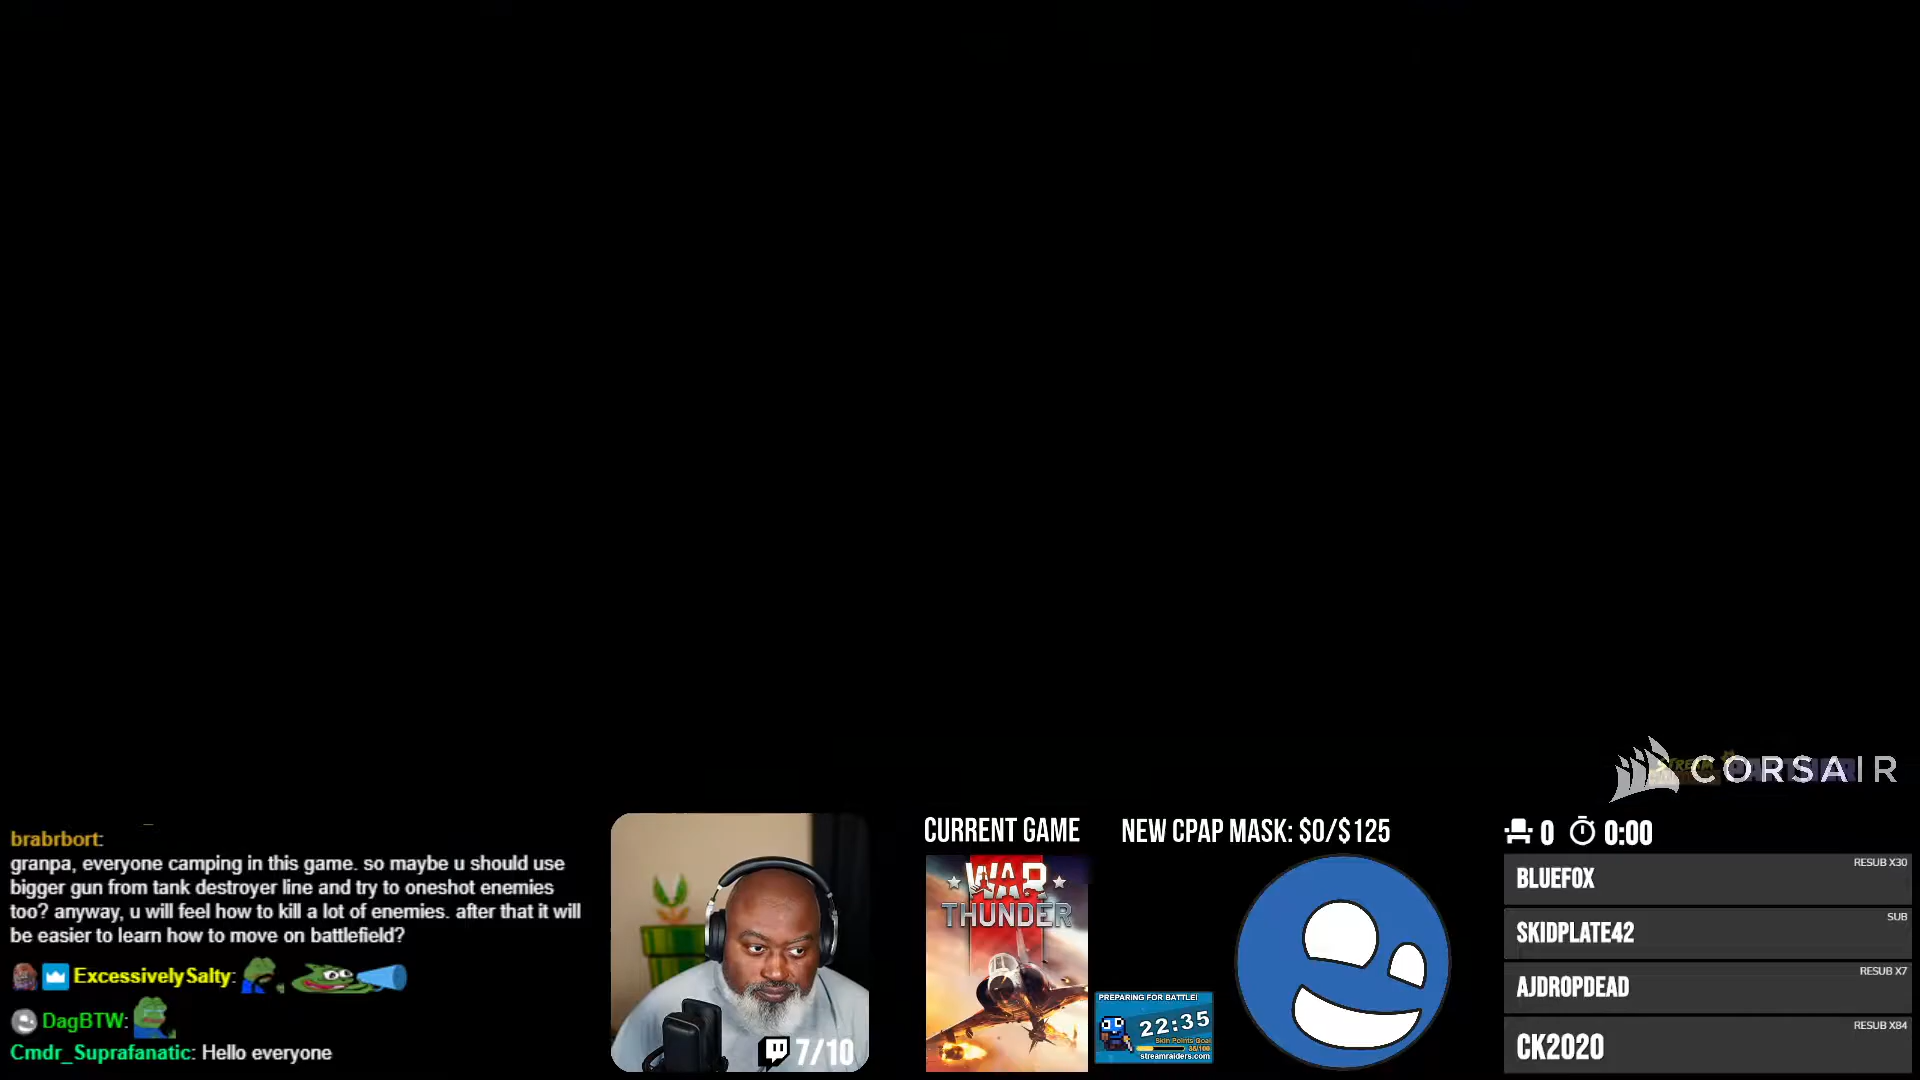 CORSAIR
brabrbort:
granpa, everyone camping in this game. so maybe u should use
bigger gun from tank destroyer line and try to oneshot enemies
too? anyway, u will feel how to kill a lot of enemies. after that it will
be easier to learn how to move on battlefield?
ExcessivelySalty:
DagBTW:
Cmdr_Suprafanatic: Hello everyone
7/10
CURRENT GAME
WAR
THUNDER
NEW CPAP MASK: $0/$125
PREPARING FOR BATTLE!
22:35
Skin Points Goal
streamraiders.com
0 0:00
RESUB X30
BLUEFOX
SUB
SKIDPLATE42
RESUB X7
AJDROPDEAD
RESUB X84
CK2020